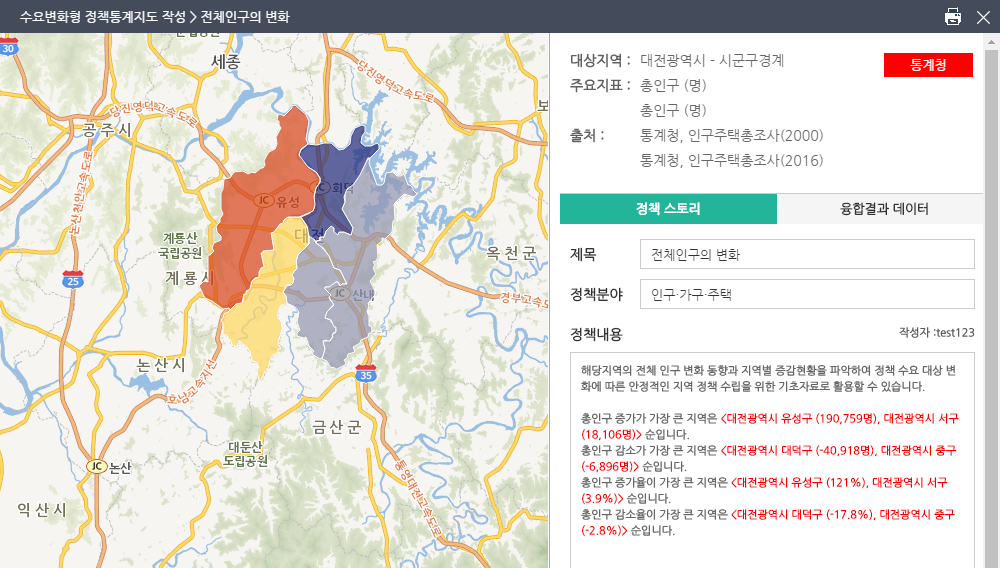 수요변화형 정책통계지도 작성 > 전체인구의 변화
30
세종
당진영덕고속도로
보
당진영덕고속도로
공주시
논산천안고속도로
JC 회덕
JC 유성
대전
계룡산
국립공원
옥천군
계룡시
25
JC 산내
경부고속도
논산시
35
호남고속도로지선
금산군
대둔산
도립공원
JC 논산
통영대전고속도로
익산시
대상지역 : 대전광역시 - 시군구경계
통계청
주요지표 : 총인구 (명)
총인구 (명)
출처 : 통계청, 인구주택총조사(2000)
통계청, 인구주택총조사(2016)
정책 스토리 융합결과 데이터
제목 전체인구의 변화
정책분야 인구·가구·주택
정책내용 작성자 :test123
해당지역의 전체 인구 변화 동향과 지역별 증감현황을 파악하여 정책 수요 대상 변
화에 따른 안정적인 지역 정책 수립을 위한 기초자료로 활용할 수 있습니다.
총인구 증가가 가장 큰 지역은 <대전광역시 유성구 (190,759명), 대전광역시 서구
(18,106명)> 순입니다.
총인구 감소가 가장 큰 지역은 <대전광역시 대덕구 (-40,918명), 대전광역시 중구
(-6,896명)> 순입니다.
총인구 증가율이 가장 큰 지역은 <대전광역시 유성구 (121%), 대전광역시 서구
(3.9%)> 순입니다.
총인구 감소율이 가장 큰 지역은 <대전광역시 대덕구 (-17.8%), 대전광역시 중구
(-2.8%)> 순입니다.